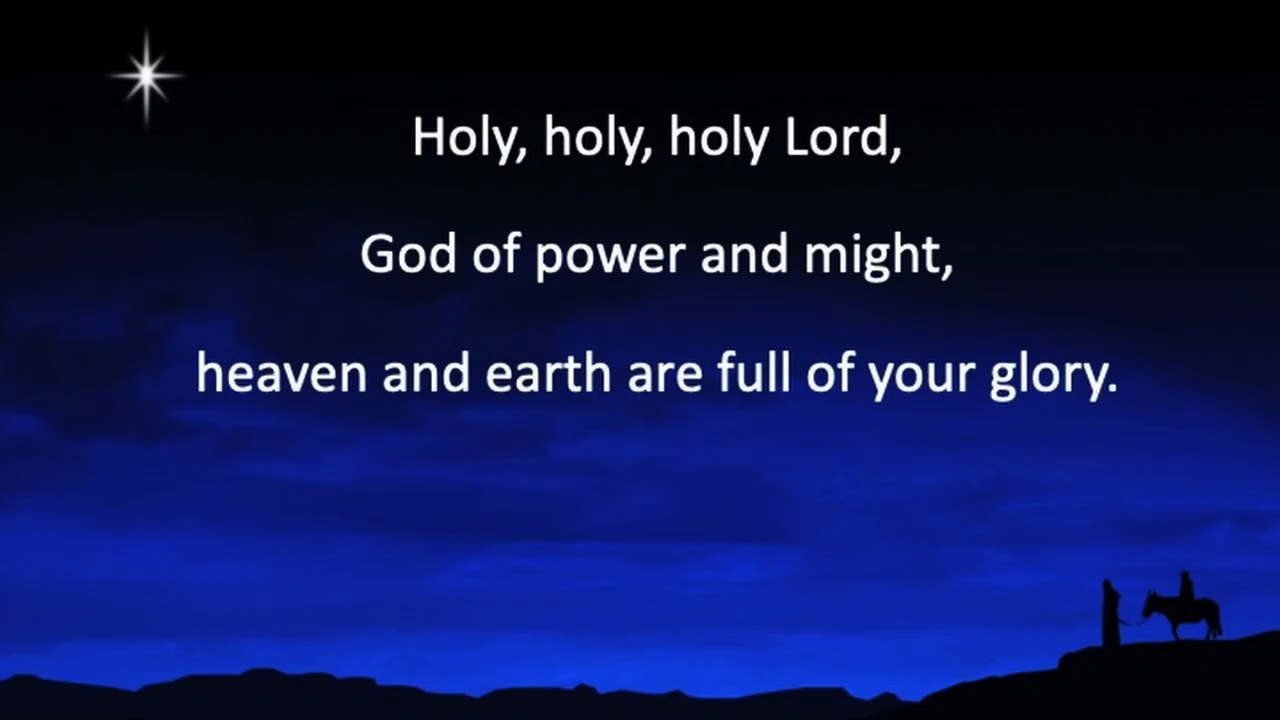 Holy, holy, holy Lord,
God of power and might,
heaven and earth are full of your glory.